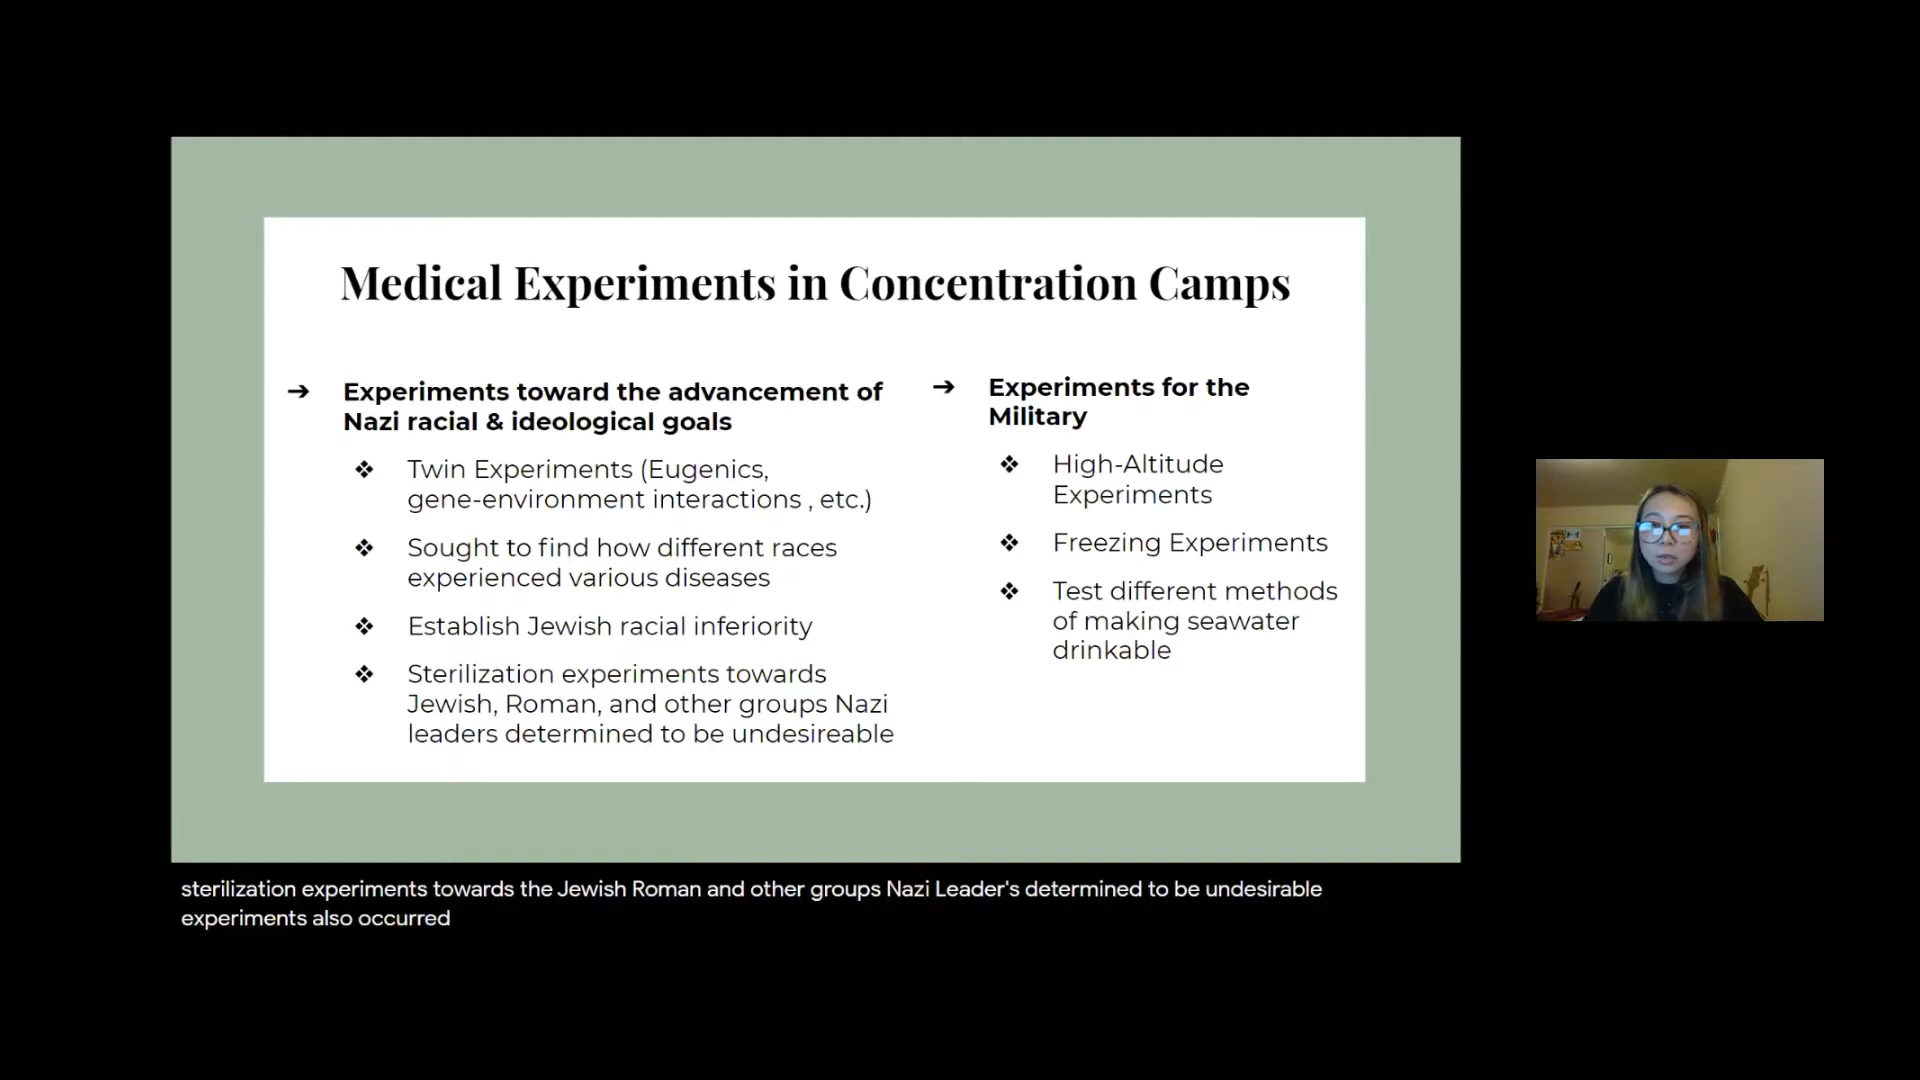 Medical Experiments in Concentration Camps
➔ Experiments toward the advancement of
Nazi racial & ideological goals
❖ Twin Experiments (Eugenics,
gene-environment interactions , etc.)
❖ Sought to find how different races
experienced various diseases
❖ Establish Jewish racial inferiority
❖ Sterilization experiments towards
Jewish, Roman, and other groups Nazi
leaders determined to be undesireable
➔ Experiments for the
Military
❖ High-Altitude
Experiments
❖ Freezing Experiments
❖ Test different methods
of making seawater
drinkable
sterilization experiments towards the Jewish Roman and other groups Nazi Leader's determined to be undesirable
experiments also occurred